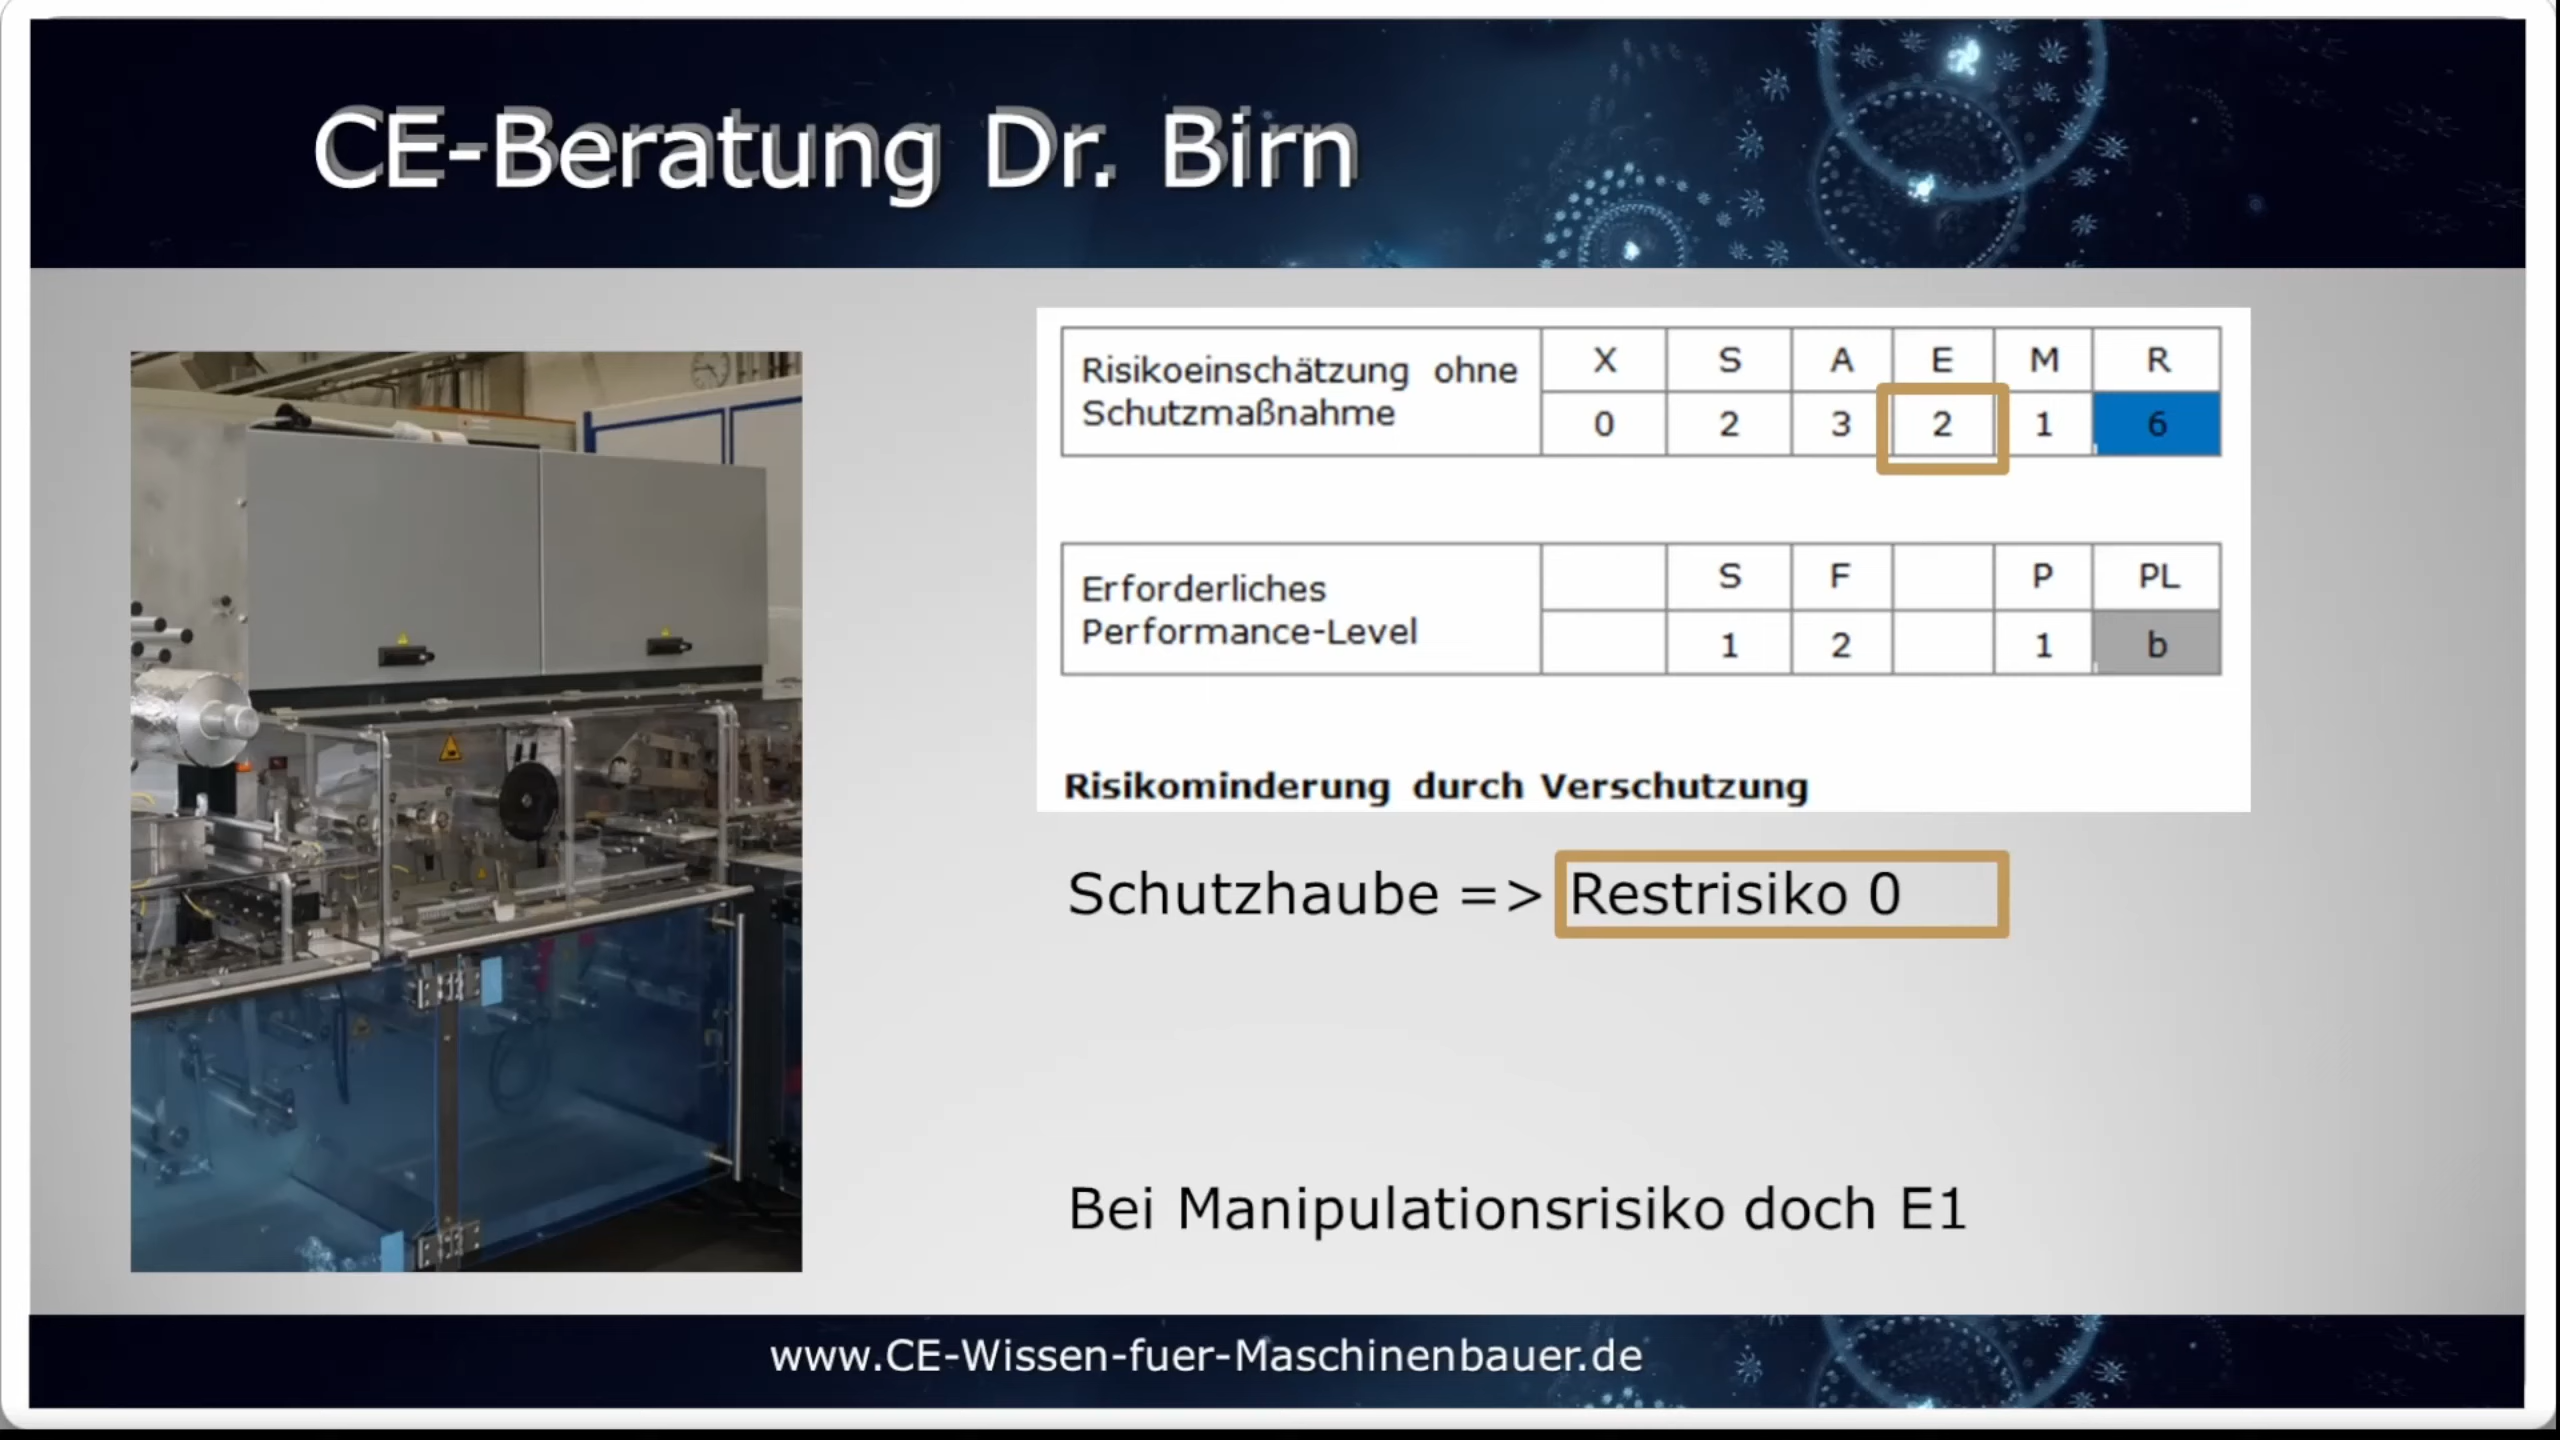 CE-Beratung Dr. Birn
Risikoeinschätzung ohne Schutzmaßnahme X S A E M R
0 2 3 2 1 6
Erforderliches Performance-Level S F P PL
1 2 1 b
Risikominderung durch Verschutzung
Schutzhaube => Restrisiko 0
Bei Manipulationsrisiko doch E1
www.CE-Wissen-fuer-Maschinenbauer.de